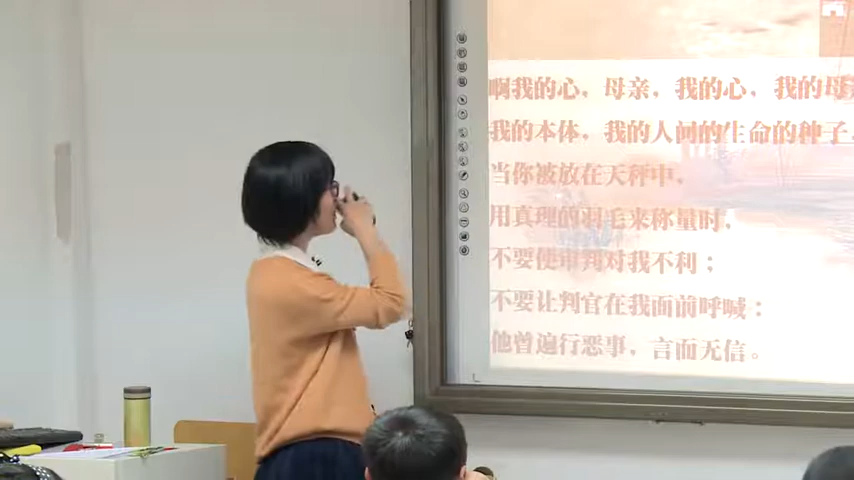 啊我的心，母亲，我的心，我的母
我的本体，我的人间的生命的种子，
当你被放在天秤中，
用真理的羽毛来称量时，
不要使审判对我不利；
不要让判官在我面前呼喊：
他曾遍行恶事，言而无信。